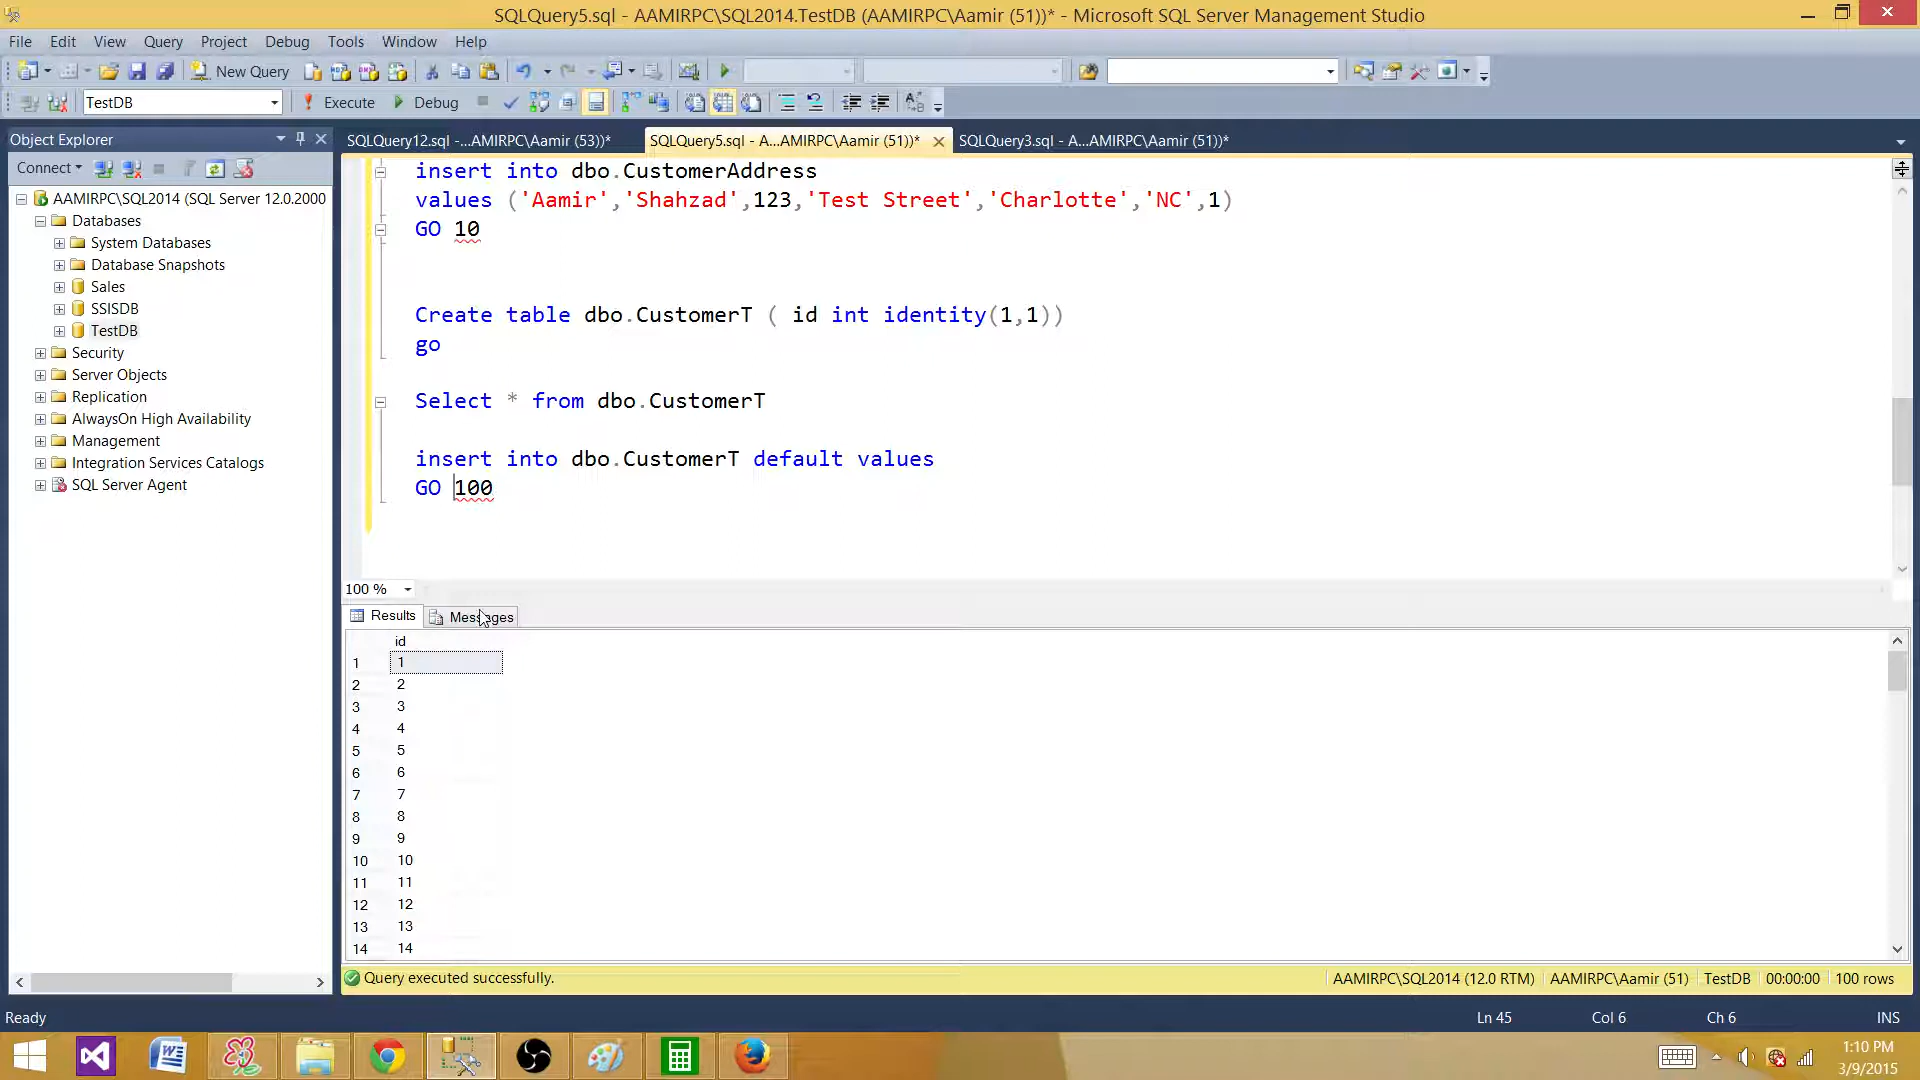 SQLQuery5.sql - AAMIRPC\SQL2014.TestDB (AAMIRPC\Aamir (51))* - Microsoft SQL Server Management Studio
File Edit View Query Project Debug Tools Window Help
New Query
TestDB Execute Debug
Object Explorer
SQLQuery12.sql -...AMIRPC\Aamir (53))* SQLQuery5.sql - A...AMIRPC\Aamir (51))* SQLQuery3.sql - A...AMIRPC\Aamir (51))*
Connect
AAMIRPC\SQL2014 (SQL Server 12.0.2000
Databases
System Databases
Database Snapshots
Sales
SSISDB
TestDB
Security
Server Objects
Replication
AlwaysOn High Availability
Management
Integration Services Catalogs
SQL Server Agent
insert into dbo.CustomerAddress
values ('Aamir','Shahzad',123,'Test Street','Charlotte','NC',1)
GO 10
Create table dbo.CustomerT ( id int identity(1,1))
go
Select * from dbo.CustomerT
insert into dbo.CustomerT default values
GO 100
100 %
Results Messages
id
1 1
2 2
3 3
4 4
5 5
6 6
7 7
8 8
9 9
10 10
11 11
12 12
13 13
14 14
Query executed successfully. AAMIRPC\SQL2014 (12.0 RTM) AAMIRPC\Aamir (51) TestDB 00:00:00 100 rows
Ready Ln 45 Col 6 Ch 6 INS
1:10 PM
3/9/2015